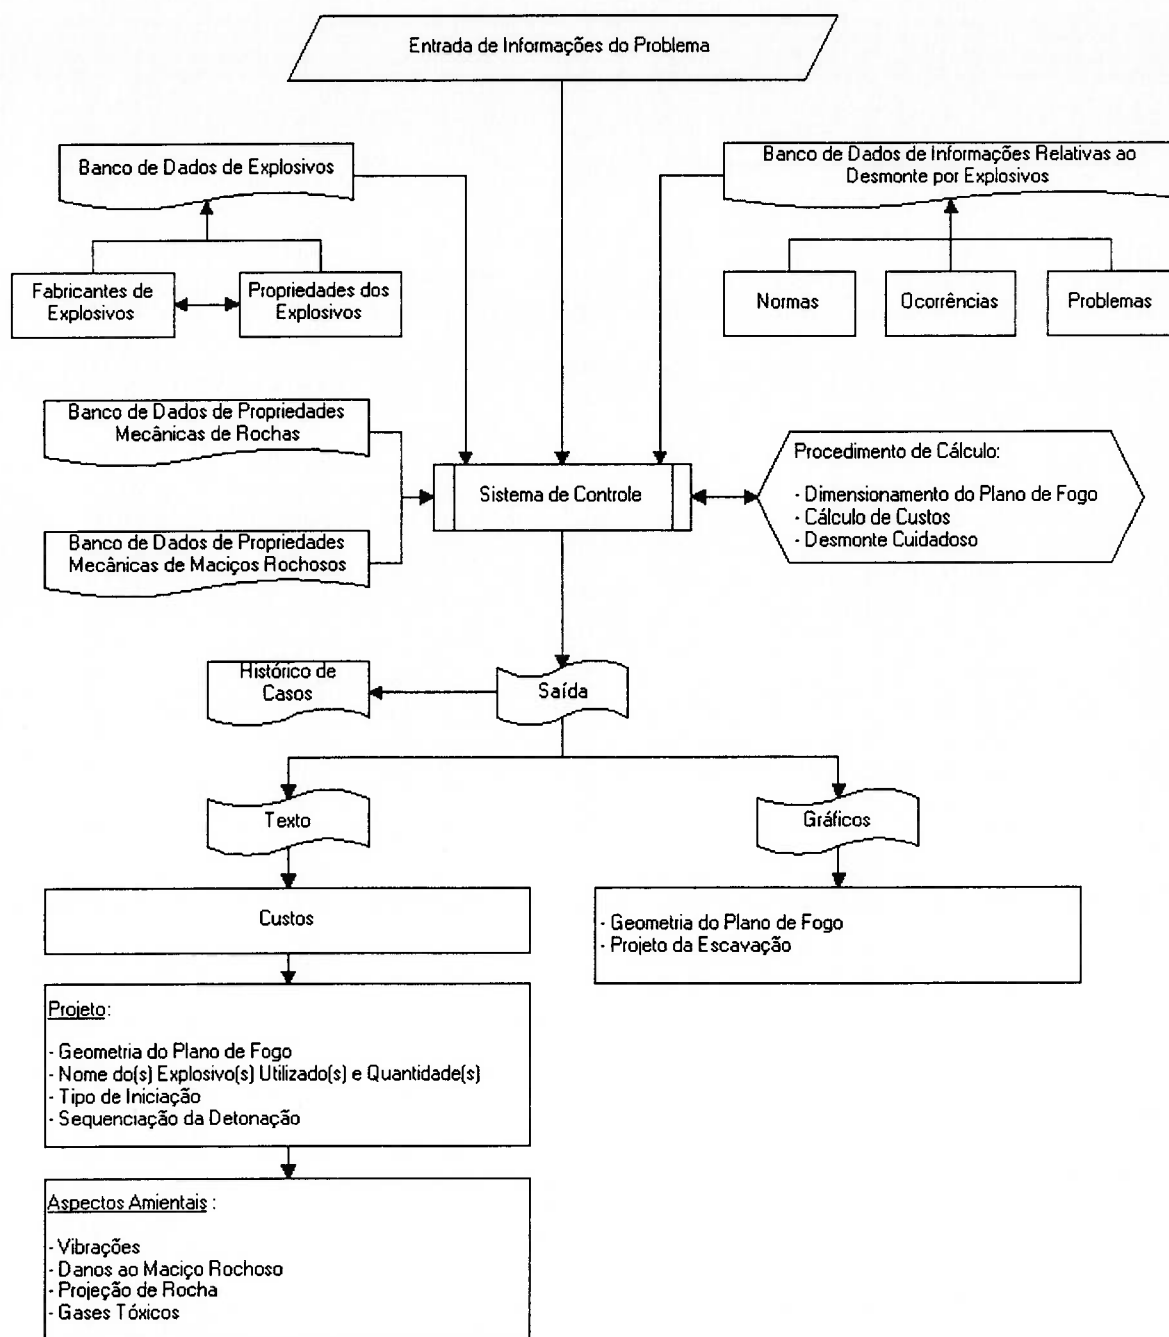 Entrada de Informações do Problema
Banco de Dados de Explosivos
Banco de Dados de Informações Relativas ao
Desmonte por Explosivos
Fabricantes de
Explosivos
Propriedades dos
Explosivos
Normas
Ocorrências
Problemas
Banco de Dados de Propriedades
Mecânicas de Rochas
Sistema de Controle
Procedimento de Cálculo:
- Dimensionamento do Plano de Fogo
- Cálculo de Custos
- Desmonte Cuidadoso
Banco de Dados de Propriedades
Mecânicas de Maciços Rochosos
Histórico de
Casos
Saída
Texto
Gráficos
Custos
- Geometria do Plano de Fogo
- Projeto da Escavação
Projeto:
- Geometria do Plano de Fogo
- Nome do(s) Explosivo(s) Utilizado(s) e Quantidade(s)
- Tipo de Iniciação
- Sequenciação da Detonação
Aspectos Amientais :
- Vibrações
- Danos ao Maciço Rochoso
- Projeção de Rocha
- Gases Tóxicos